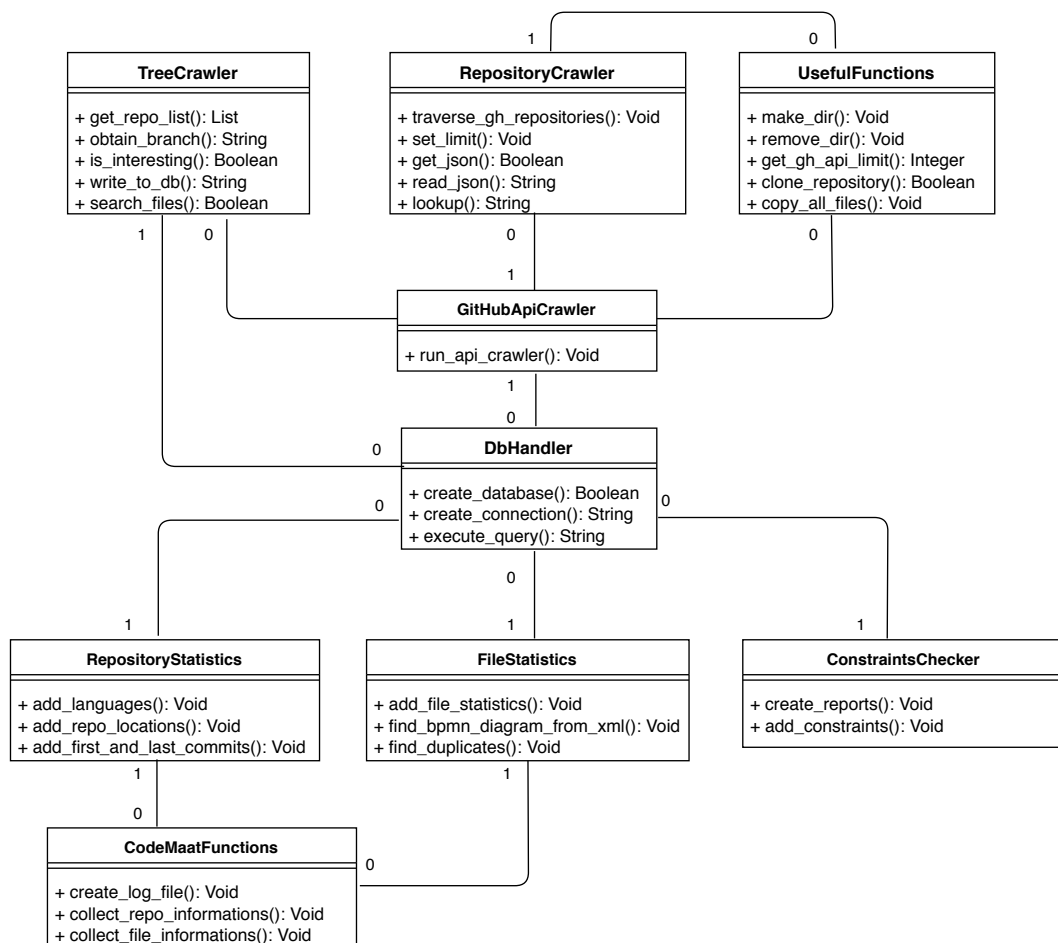 1
0
TreeCrawler
+ get_repo_list(): List
+ obtain_branch(): String
+ is_interesting(): Boolean
+ write_to_db(): String
+ search_files(): Boolean
RepositoryCrawler
+ traverse_gh_repositories(): Void
+ set_limit(): Void
+ get_json(): Boolean
+ read_json(): String
+ lookup(): String
UsefulFunctions
+ make_dir(): Void
+ remove_dir(): Void
+ get_gh_api_limit(): Integer
+ clone_repository(): Boolean
+ copy_all_files(): Void
1
0
0
0
1
GitHubApiCrawler
+ run_api_crawler(): Void
1
0
0
DbHandler
+ create_database(): Boolean
+ create_connection(): String
+ execute_query(): String
0
0
0
1
1
1
RepositoryStatistics
+ add_languages(): Void
+ add_repo_locations(): Void
+ add_first_and_last_commits(): Void
FileStatistics
+ add_file_statistics(): Void
+ find_bpmn_diagram_from_xml(): Void
+ find_duplicates(): Void
ConstraintsChecker
+ create_reports(): Void
+ add_constraints(): Void
1
1
0
0
CodeMaatFunctions
+ create_log_file(): Void
+ collect_repo_informations(): Void
+ collect_file_informations(): Void